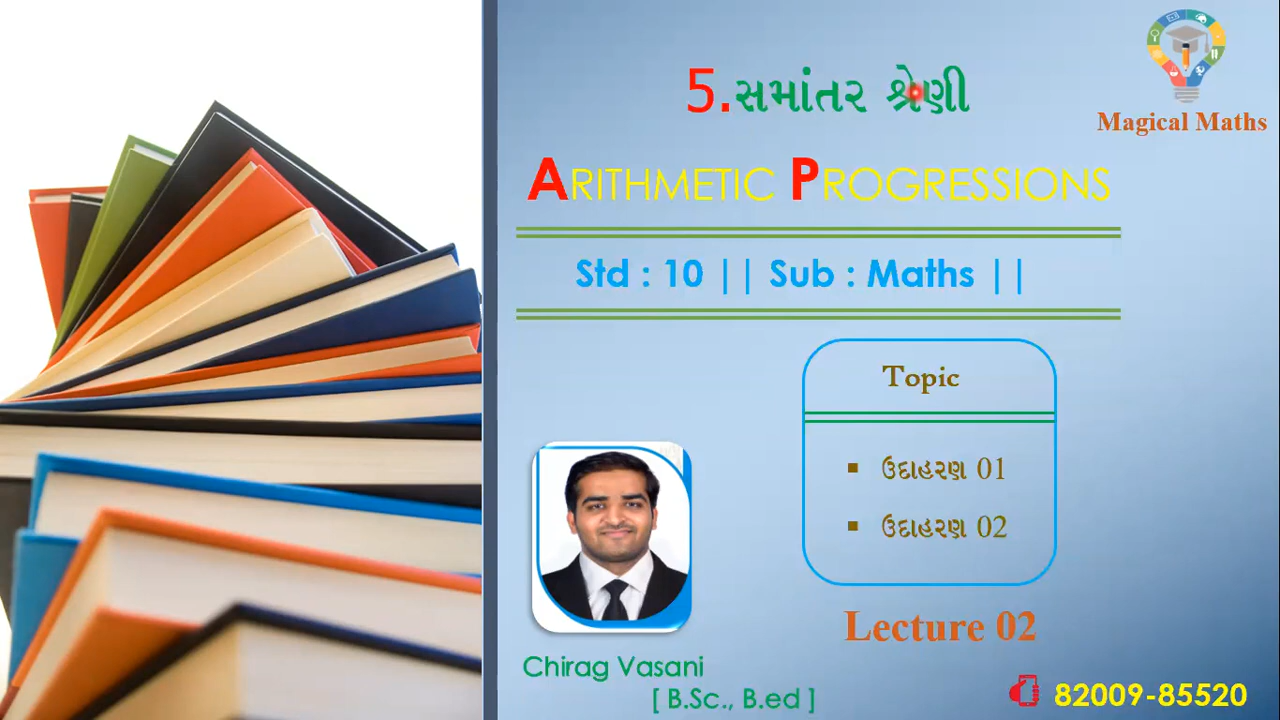 5.સમાંતર શ્રેણી
Magical Maths
ARITHMETIC PROGRESSIONS
Std : 10 || Sub : Maths ||
Topic
▪ ઉદાહરણ 01
▪ ઉદાહરણ 02
Lecture 02
Chirag Vasani
[ B.Sc., B.ed ]
82009-85520